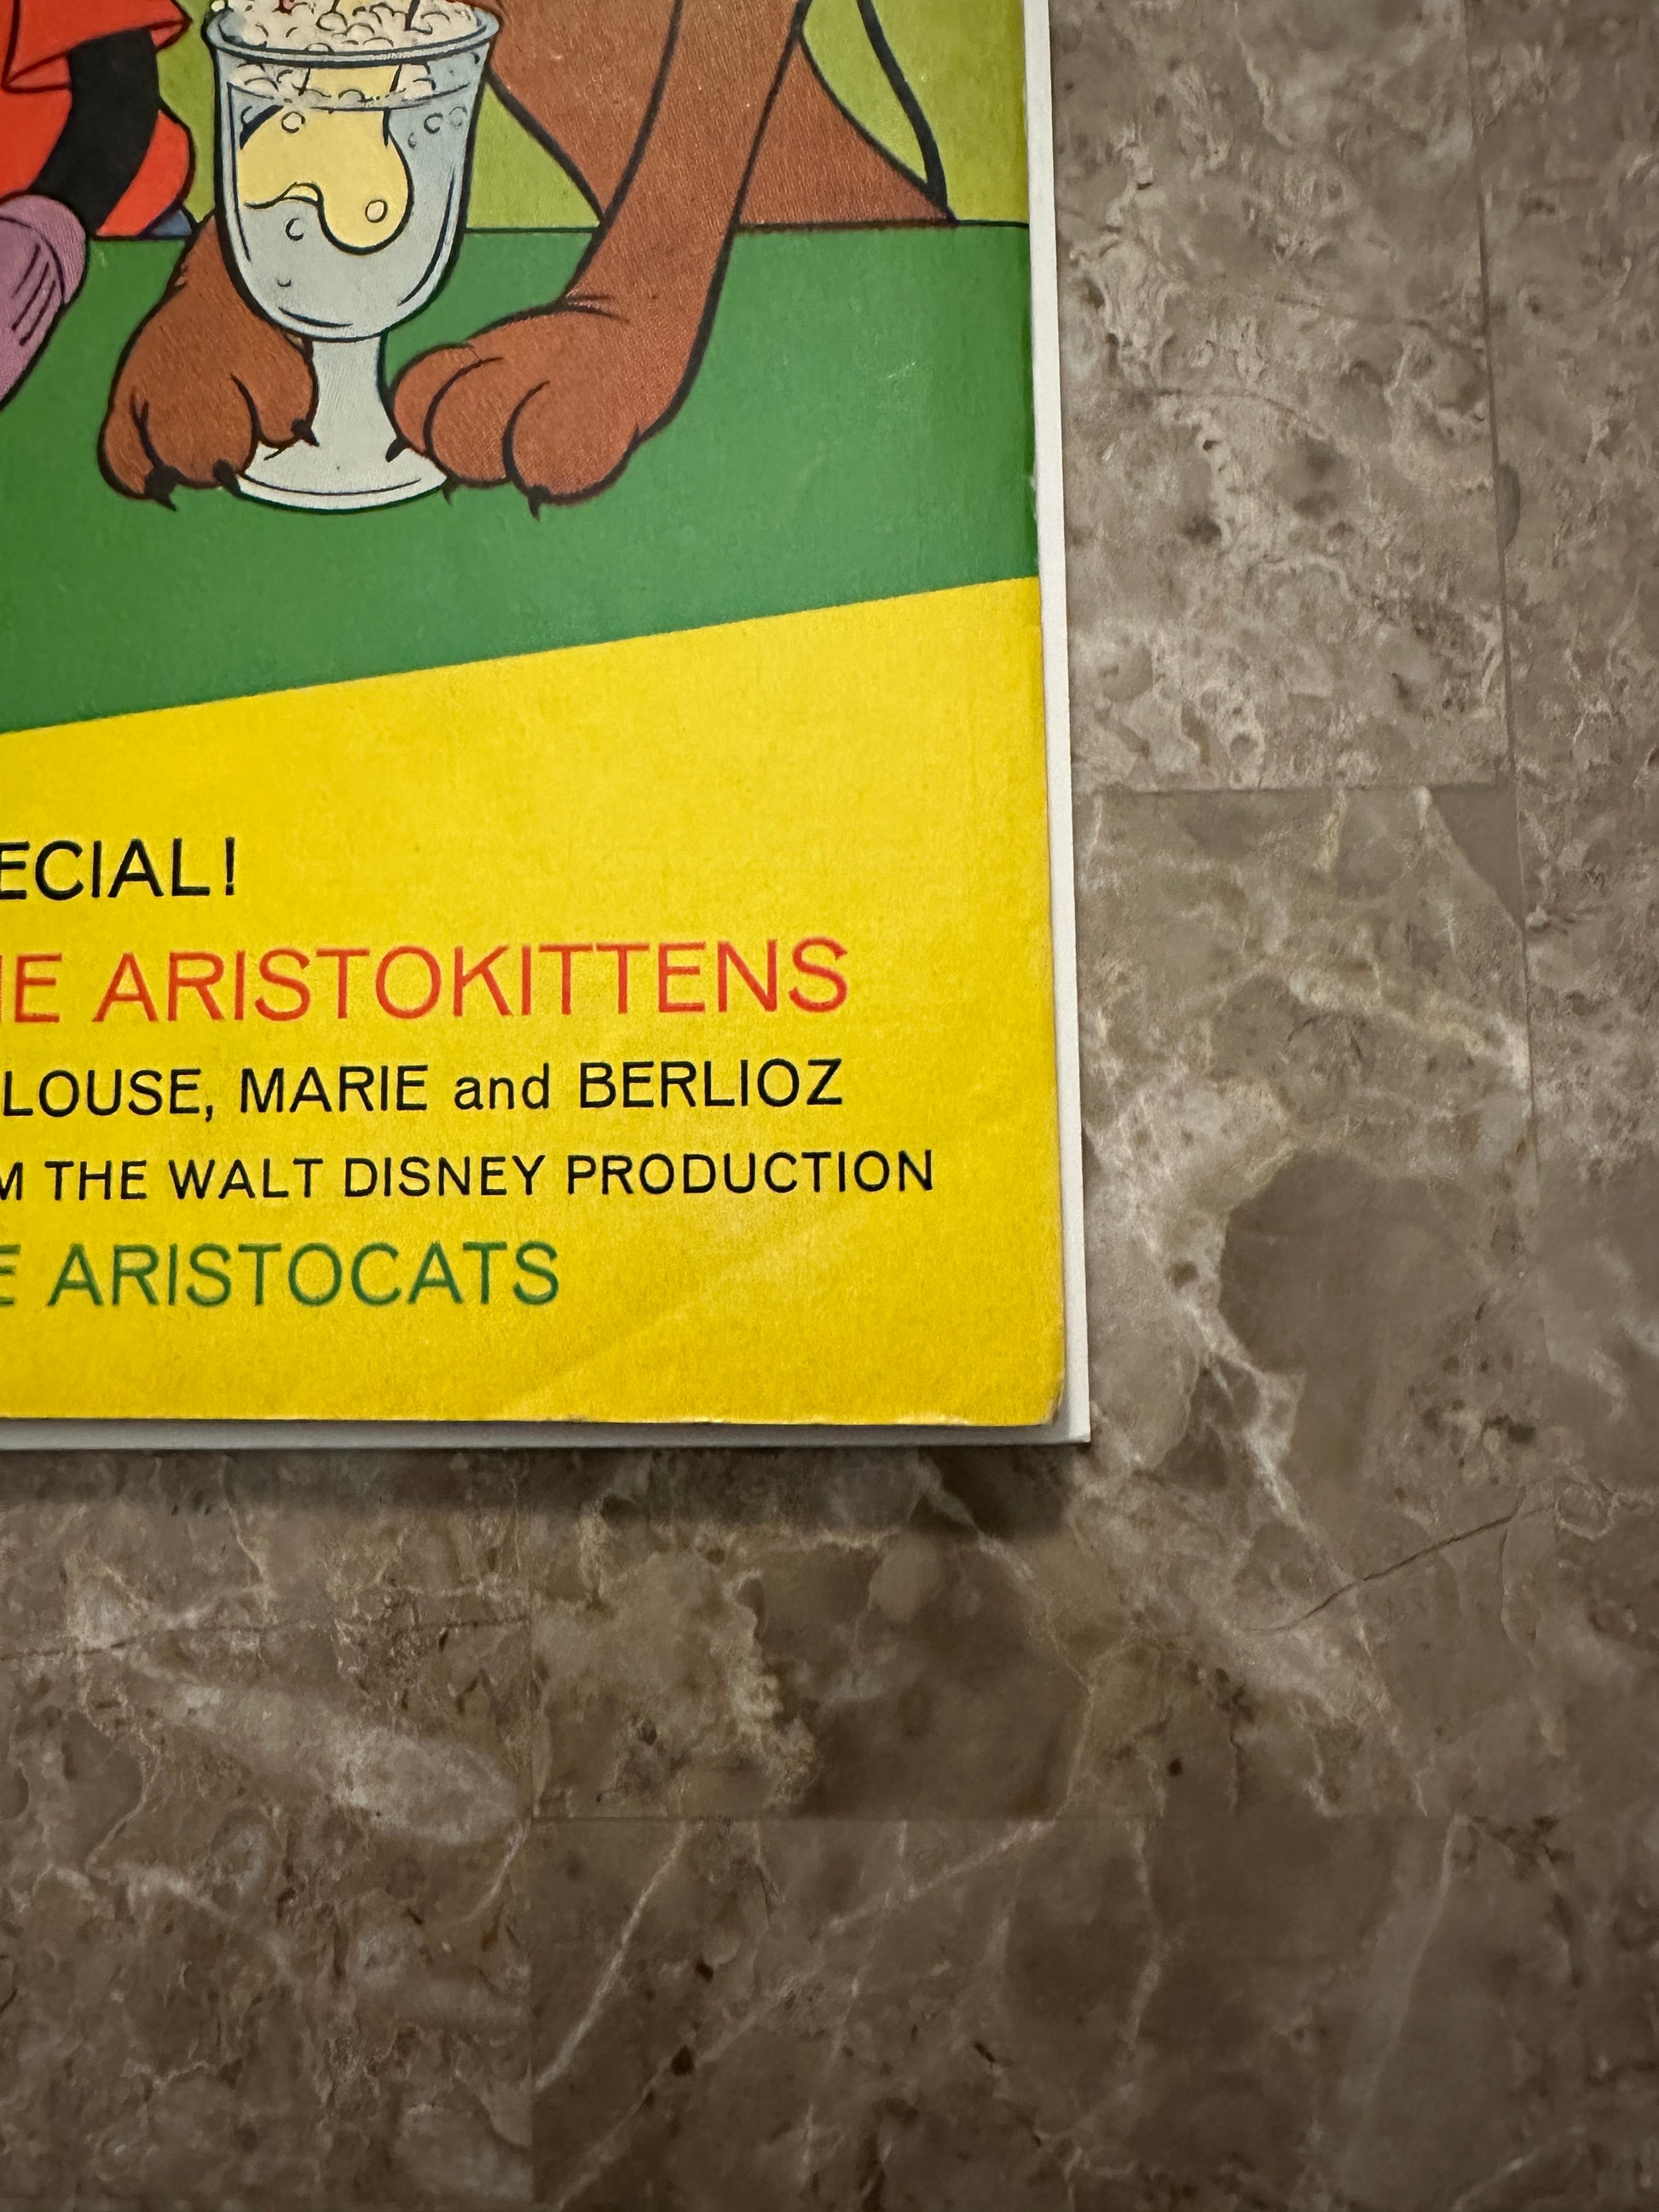 ECIAL!
E ARISTOKITTENS
LOUSE, MARIE and BERLIOZ
M THE WALT DISNEY PRODUCTION
E ARISTOCATS